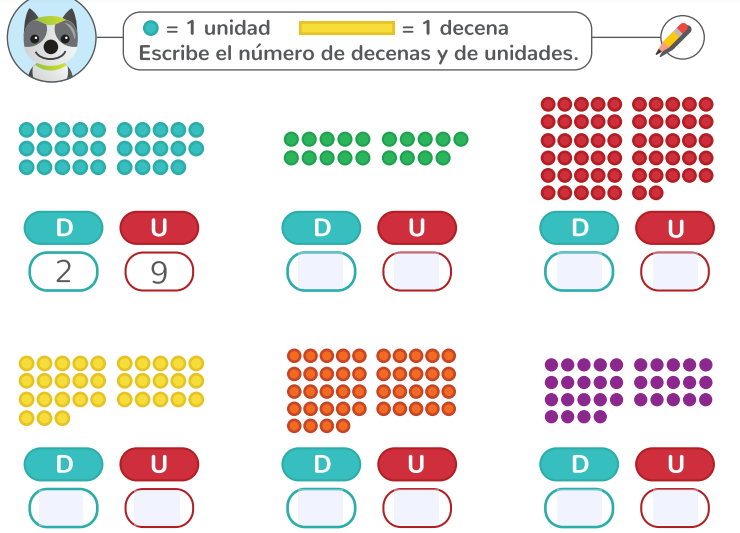 = 1 unidad = 1 decena
Escribe el número de decenas y de unidades.
D U D U D U
2 9
D U D U D U